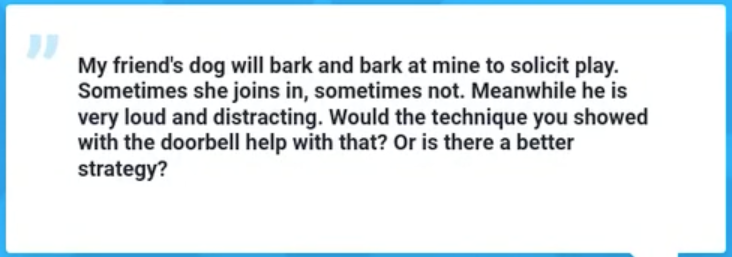 "
My friend's dog will bark and bark at mine to solicit play.
Sometimes she joins in, sometimes not. Meanwhile he is
very loud and distracting. Would the technique you showed
with the doorbell help with that? Or is there a better
strategy?